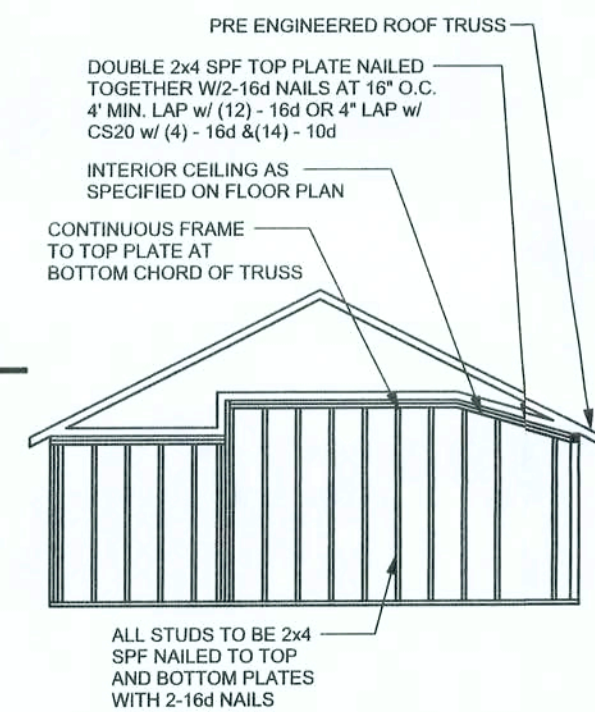 PRE ENGINEERED ROOF TRUSS
DOUBLE 2x4 SPF TOP PLATE NAILED
TOGETHER W/2-16d NAILS AT 16" O.C.
4' MIN. LAP w/ (12) - 16d OR 4" LAP w/
CS20 w/ (4) - 16d &(14) - 10d
INTERIOR CEILING AS
SPECIFIED ON FLOOR PLAN
CONTINUOUS FRAME
TO TOP PLATE AT
BOTTOM CHORD OF TRUSS
ALL STUDS TO BE 2x4
SPF NAILED TO TOP
AND BOTTOM PLATES
WITH 2-16d NAILS